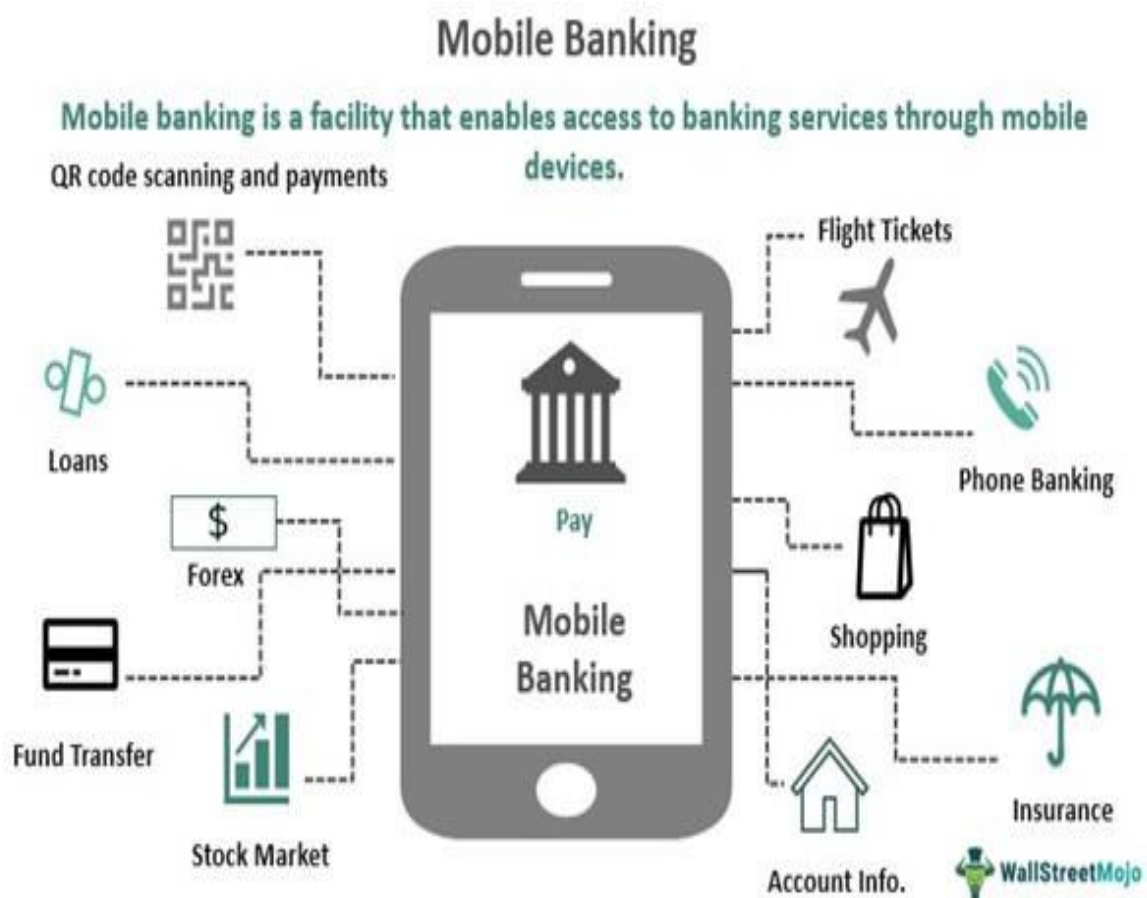 Mobile Banking
Mobile banking is a facility that enables access to banking services through mobile
devices.
QR code scanning and payments
Flight Tickets
Loans
Phone Banking
$
Forex
Pay
Mobile
Banking
Shopping
Fund Transfer
Stock Market
Insurance
Account Info.
WallStreetMojo